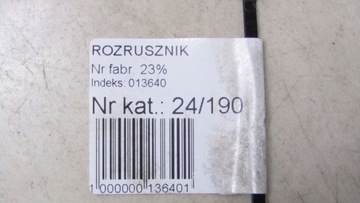 ROZRUSZNIK
Nr fabr. 23%
Indeks: 013640
Nr kat.: 24/190
1 000000 136401